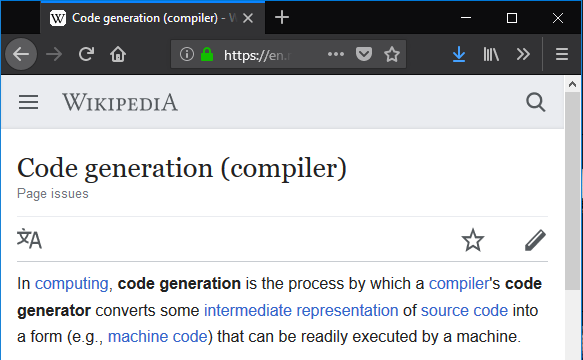 Code generation (compiler) - W
https://en.
WIKIPEDIA
Code generation (compiler)
Page issues
In computing, code generation is the process by which a compiler's code
generator converts some intermediate representation of source code into
a form (e.g., machine code) that can be readily executed by a machine.